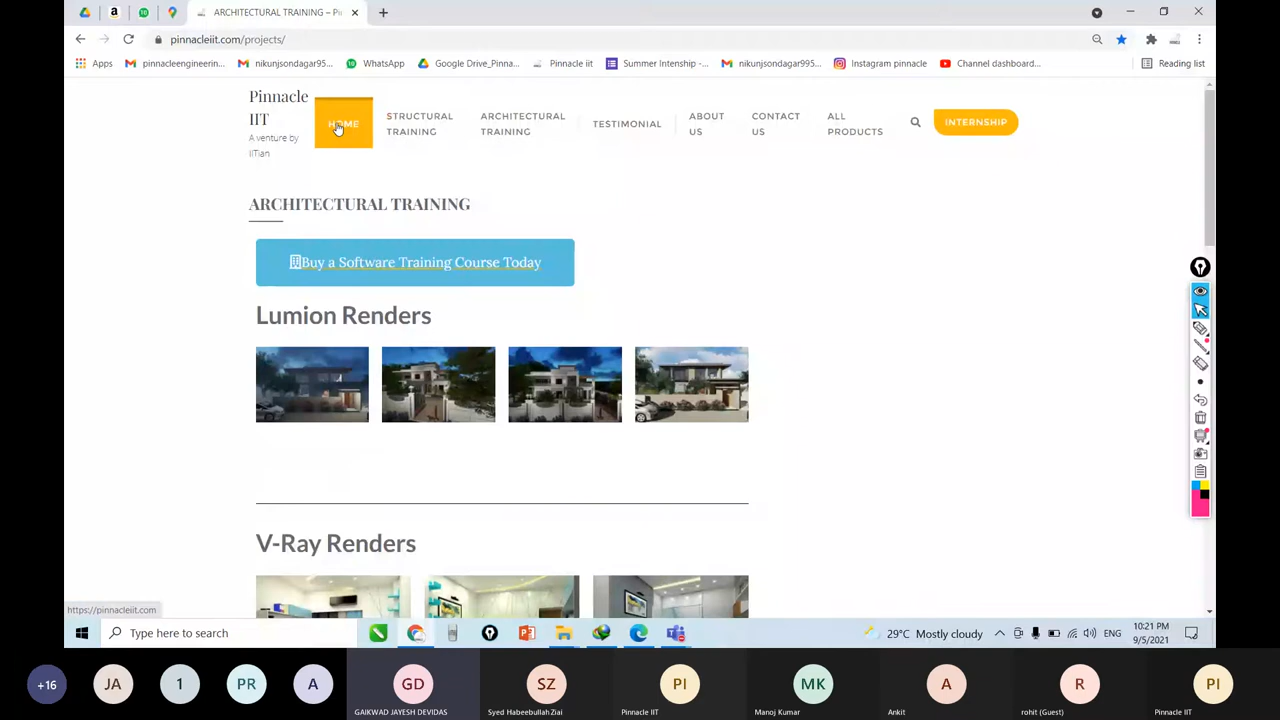 ARCHITECTURAL TRAINING – Pi
pinnacleiit.com/projects/
Apps
pinnacleengineerin...
nikunjsondagar95...
WhatsApp
Google Drive_Pinna...
Pinnacle iit
Summer Intenship -...
nikunjsondagar995...
Instagram pinnacle
Channel dashboard...
Reading list
Pinnacle
IIT
A venture by
IITian
HOME
STRUCTURAL
TRAINING
ARCHITECTURAL
TRAINING
TESTIMONIAL
ABOUT
US
CONTACT
US
ALL
PRODUCTS
INTERNSHIP
ARCHITECTURAL TRAINING
Buy a Software Training Course Today
Lumion Renders
V-Ray Renders
https://pinnacleiit.com
Type here to search
29°C Mostly cloudy
ENG
10:21 PM
9/5/2021
+16
JA
1
PR
A
GD
GAIKWAD JAYESH DEVIDAS
SZ
Syed Habeebullah Ziai
PI
Pinnacle IIT
MK
Manoj Kumar
A
Ankit
R
rohit (Guest)
PI
Pinnacle IIT